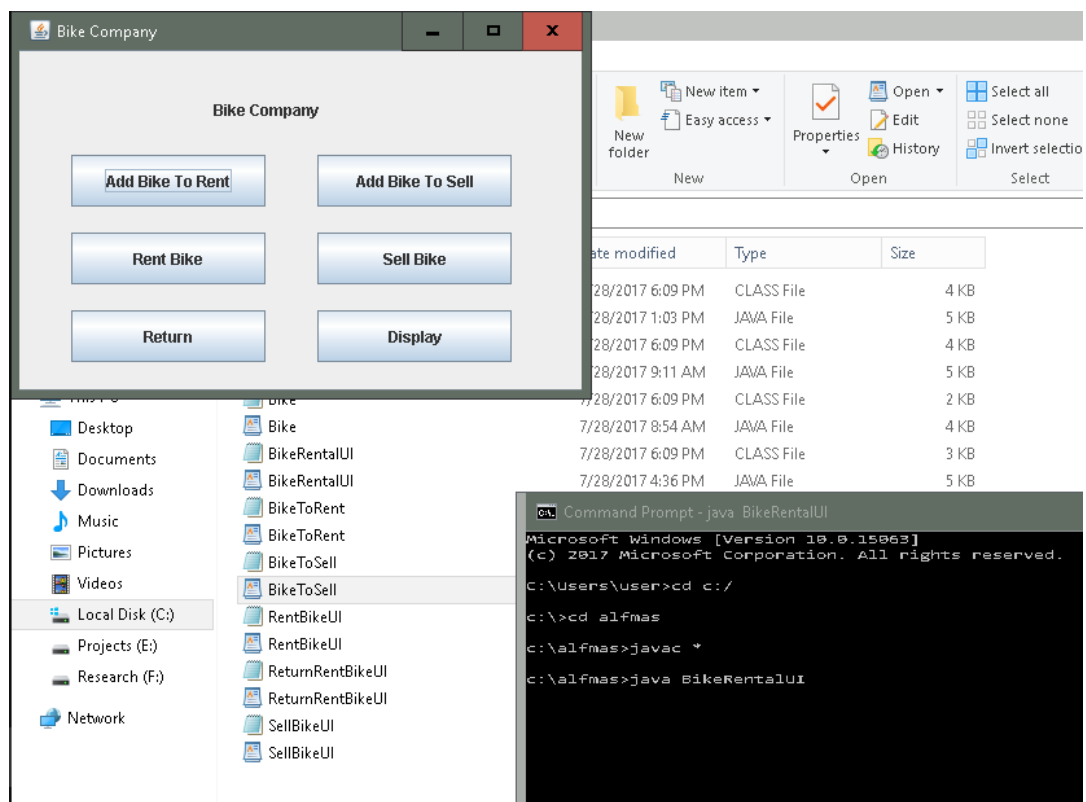 Bike Company
Bike Company
Add Bike To Rent
Add Bike To Sell
Rent Bike
Sell Bike
Return
Display
New folder
New item
Easy access
New
Properties
Open
Edit
History
Open
Select all
Select none
Invert selectio
Select
ate modified Type Size
/28/2017 6:09 PM CLASS File 4 KB
/28/2017 1:03 PM JAVA File 5 KB
/28/2017 6:09 PM CLASS File 4 KB
/28/2017 9:11 AM JAVA File 5 KB
Bike 7/28/2017 6:09 PM CLASS File 2 KB
Bike 7/28/2017 8:54 AM JAVA File 4 KB
BikeRentalUI 7/28/2017 6:09 PM CLASS File 3 KB
BikeRentalUI 7/28/2017 4:36 PM JAVA File 5 KB
BikeToRent
BikeToRent
BikeToSell
BikeToSell
RentBikeUI
RentBikeUI
ReturnRentBikeUI
ReturnRentBikeUI
SellBikeUI
SellBikeUI
Desktop
Documents
Downloads
Music
Pictures
Videos
Local Disk (C:)
Projects (E:)
Research (F:)
Network
Command Prompt - java BikeRentalUI
Microsoft Windows [Version 10.0.15063]
(c) 2017 Microsoft Corporation. All rights reserved.
C:\Users\user>cd c:/
c:\>cd alfmas
c:\alfmas>javac *
c:\alfmas>java BikeRentalUI